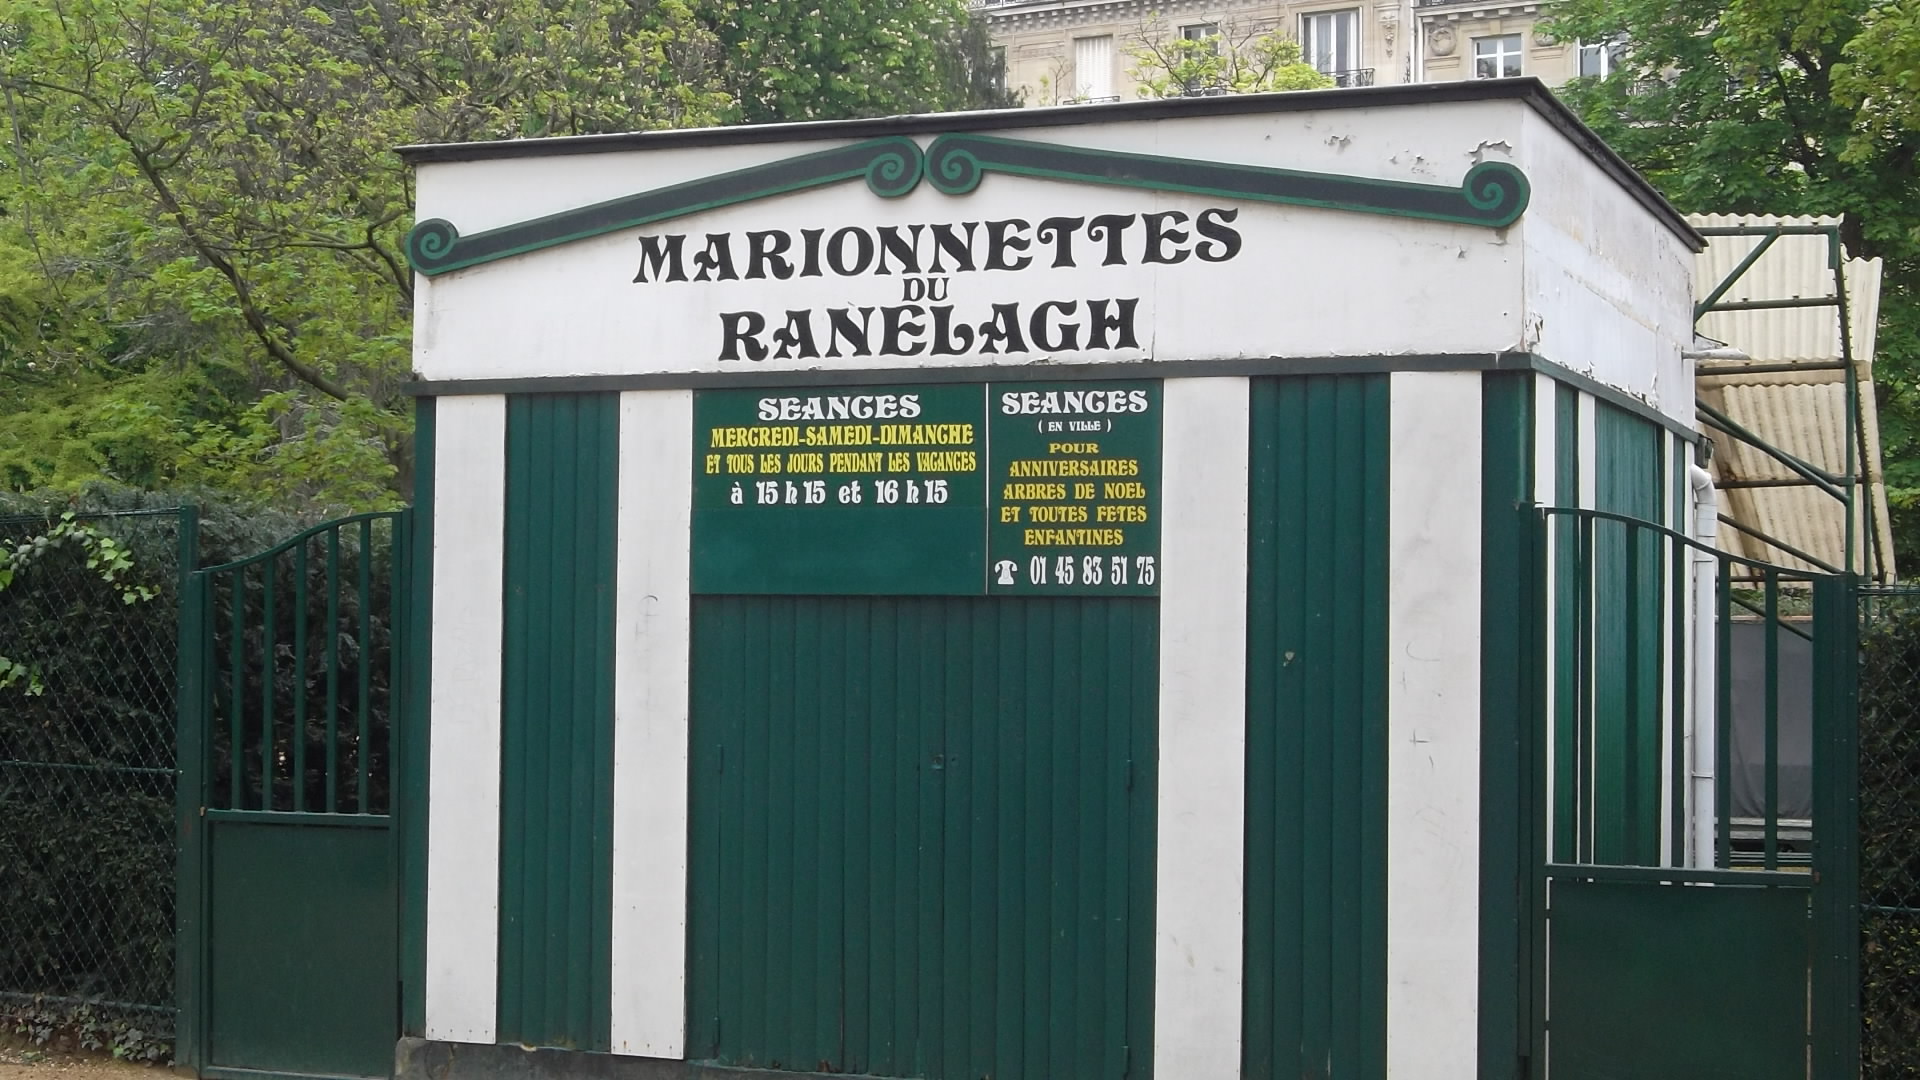 MARIONNETTES
DU
RANELAGH
SEANCES
MERCREDI-SAMEDI-DIMANCHE
ET TOUS LES JOURS PENDANT LES VACANCES
à 15 h 15 et 16 h 15
SEANCES
( EN VILLE )
POUR
ANNIVERSAIRES
ARBRES DE NOEL
ET TOUTES FETES
ENFANTINES
☎ 01 45 83 51 75